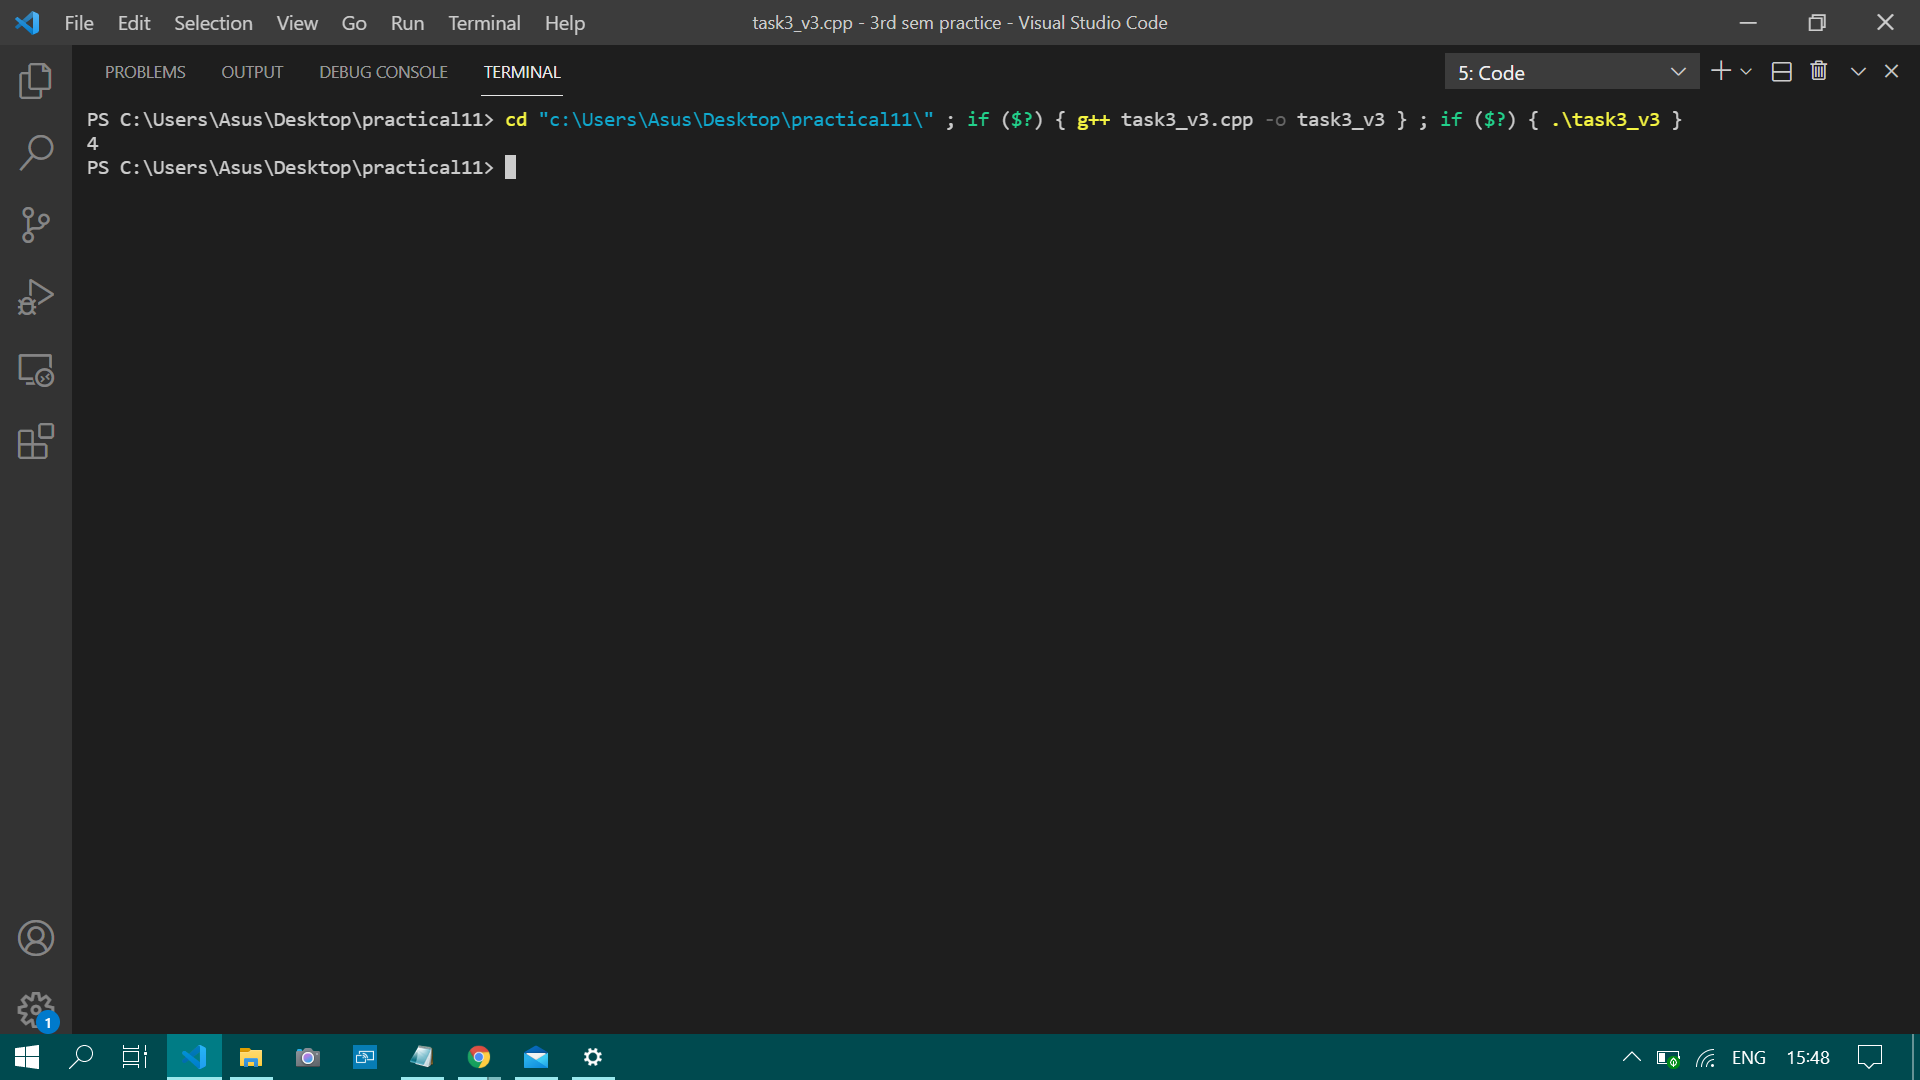 File Edit Selection View Go Run Terminal Help
task3_v3.cpp - 3rd sem practice - Visual Studio Code
PROBLEMS OUTPUT DEBUG CONSOLE TERMINAL
5: Code
PS C:\Users\Asus\Desktop\practical11> cd "c:\Users\Asus\Desktop\practical11\" ; if ($?) { g++ task3_v3.cpp -o task3_v3 } ; if ($?) { .\task3_v3 }
4
PS C:\Users\Asus\Desktop\practical11>
1
ENG 15:48